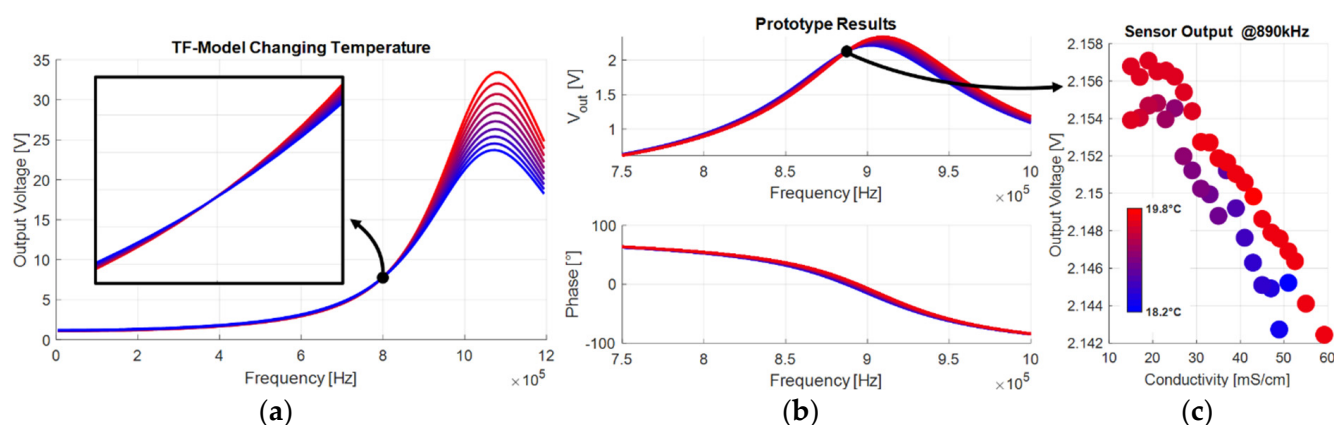 TF-Model Changing Temperature
35
30
25
20
15
10
5
0
Output Voltage [V]
0 2 4 6 8 10 12
Frequency [Hz]
× 10^5
(a)
Prototype Results
2
1
V_out [V]
7.5 8 8.5 9 9.5 10
Frequency [Hz]
× 10^5
100
0
-100
Phase [°]
7.5 8 8.5 9 9.5 10
Frequency [Hz]
× 10^5
(b)
Sensor Output @890kHz
2.158
2.156
2.154
2.152
2.15
2.148
2.146
2.144
2.142
Output Voltage [V]
19.8°C
18.2°C
10 20 30 40 50 60
Conductivity [mS/cm]
(c)